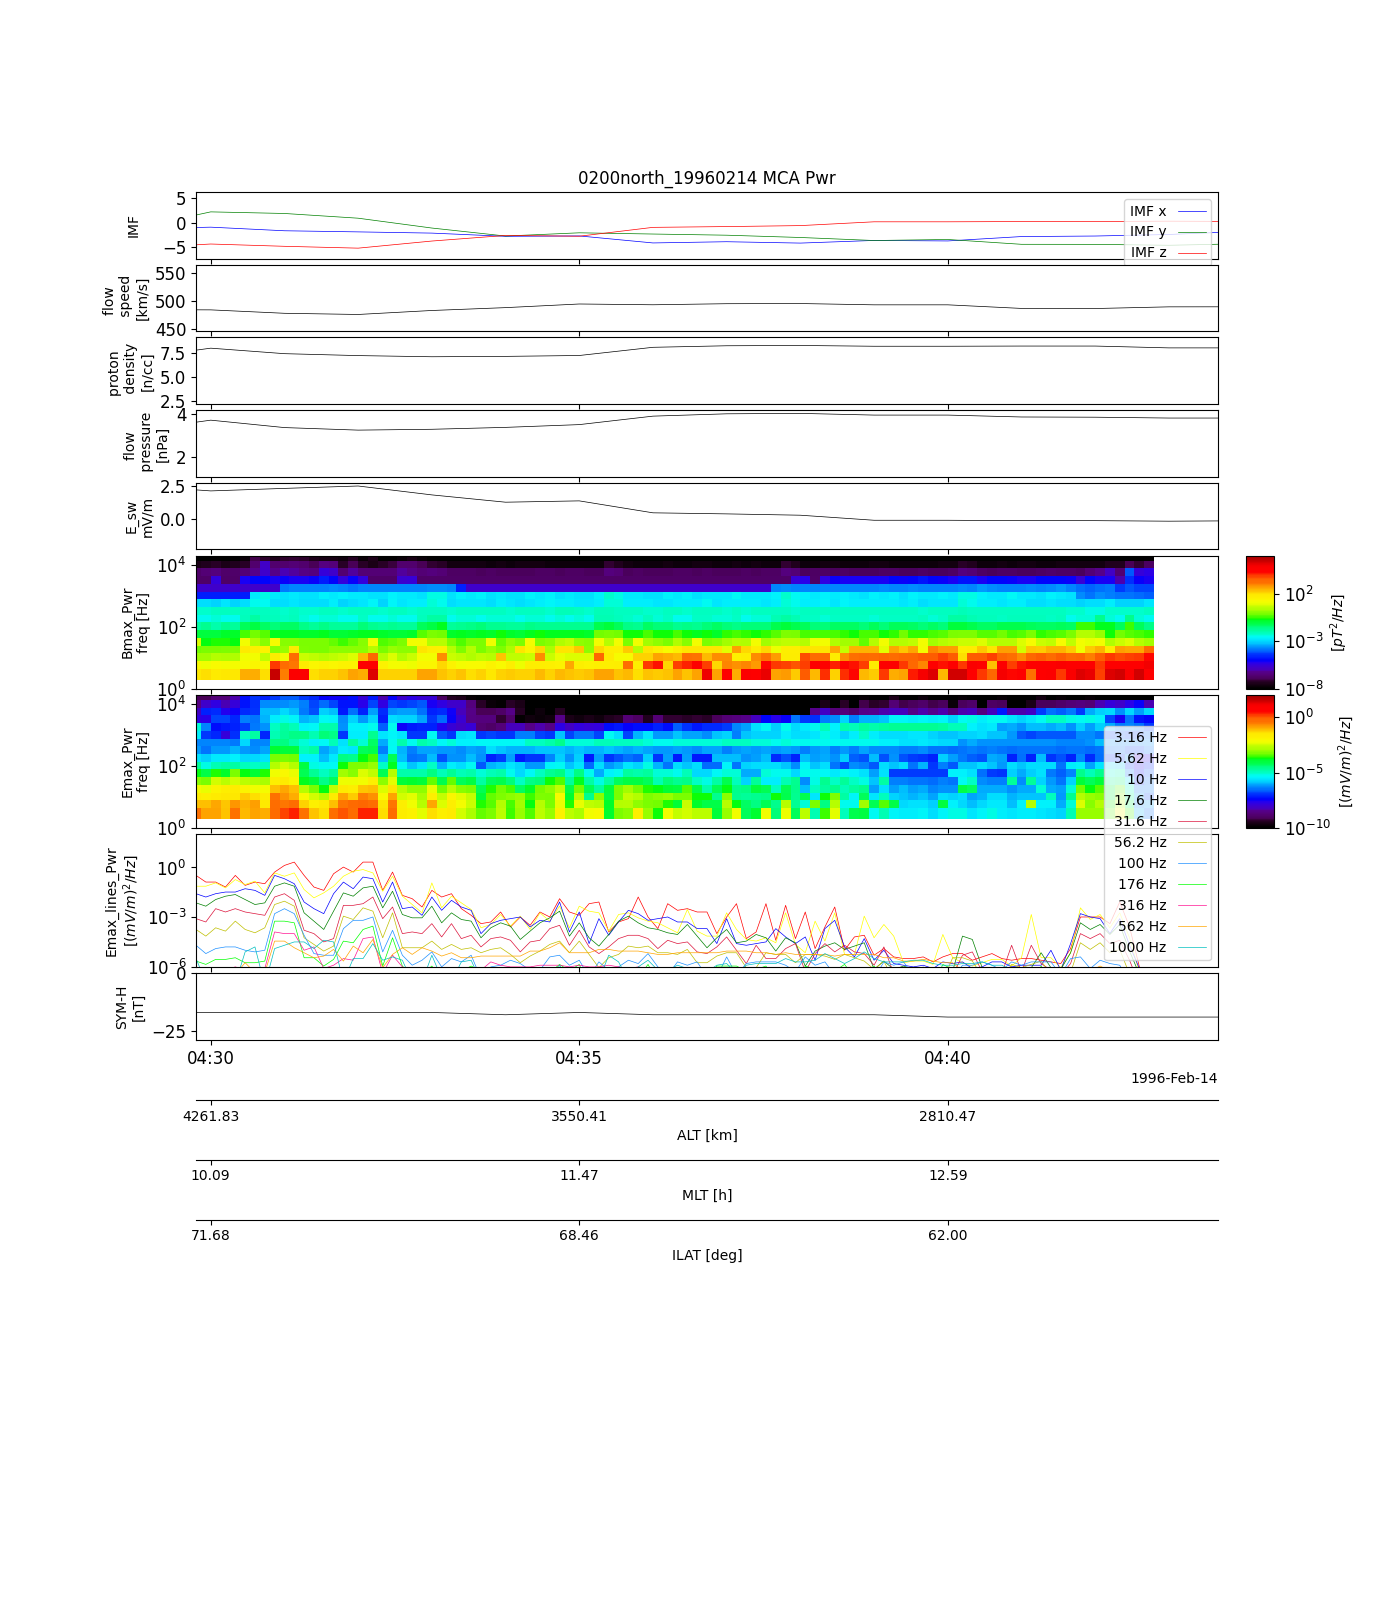 0200north_19960214 MCA Pwr
IMF
5
0
−5
IMF x
IMF y
IMF z
flow
speed
[km/s]
550
500
450
proton
density
[n/cc]
7.5
5.0
2.5
flow
pressure
[nPa]
4
2
E_sw
mV/m
2.5
0.0
Bmax_Pwr
freq [Hz]
10^4
10^2
10^0
10^2
10^−3
10^−8
[pT^2/Hz]
Emax_Pwr
freq [Hz]
10^4
10^2
10^0
10^0
10^−5
10^−10
[(mV/m)^2/Hz]
3.16 Hz
5.62 Hz
10 Hz
17.6 Hz
31.6 Hz
56.2 Hz
100 Hz
176 Hz
316 Hz
562 Hz
1000 Hz
Emax_lines_Pwr
[(mV/m)^2/Hz]
10^0
10^−3
10^−6
SYM-H
[nT]
0
−25
04:30 04:35 04:40
1996-Feb-14
4261.83 3550.41 2810.47
ALT [km]
10.09 11.47 12.59
MLT [h]
71.68 68.46 62.00
ILAT [deg]